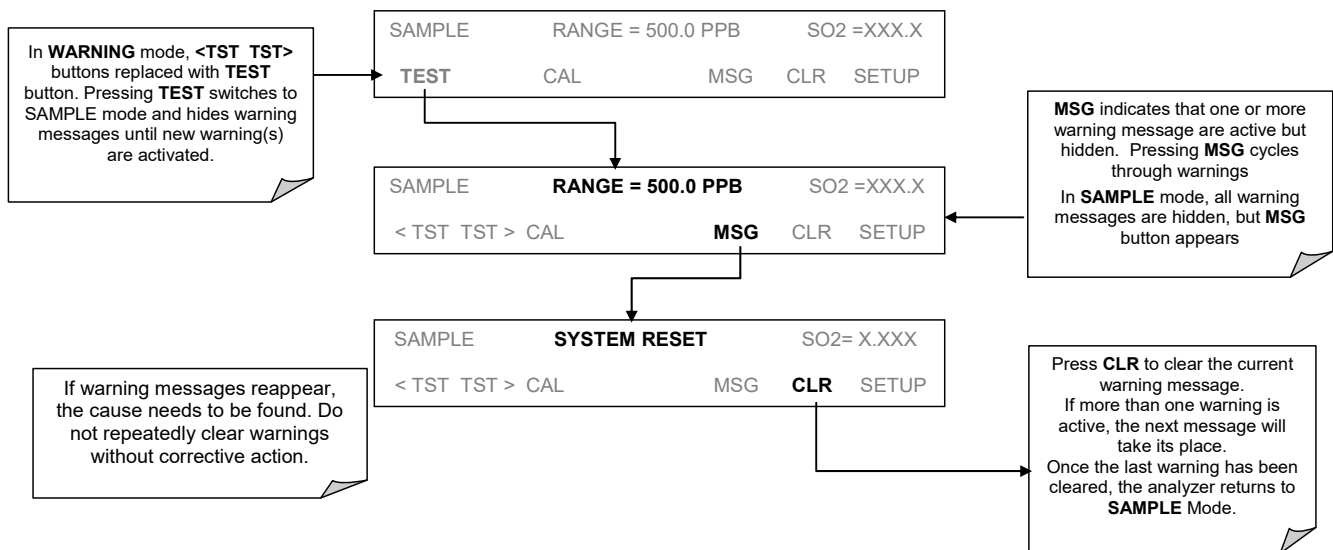 In WARNING mode, <TST TST>
buttons replaced with TEST
button. Pressing TEST switches to
SAMPLE mode and hides warning
messages until new warning(s)
are activated.
SAMPLE RANGE = 500.0 PPB SO2 =XXX.X
TEST CAL MSG CLR SETUP
MSG indicates that one or more
warning message are active but
hidden. Pressing MSG cycles
through warnings
In SAMPLE mode, all warning
messages are hidden, but MSG
button appears
SAMPLE RANGE = 500.0 PPB SO2 =XXX.X
< TST TST > CAL MSG CLR SETUP
SAMPLE SYSTEM RESET SO2= X.XXX
< TST TST > CAL MSG CLR SETUP
If warning messages reappear,
the cause needs to be found. Do
not repeatedly clear warnings
without corrective action.
Press CLR to clear the current
warning message.
If more than one warning is
active, the next message will
take its place.
Once the last warning has been
cleared, the analyzer returns to
SAMPLE Mode.